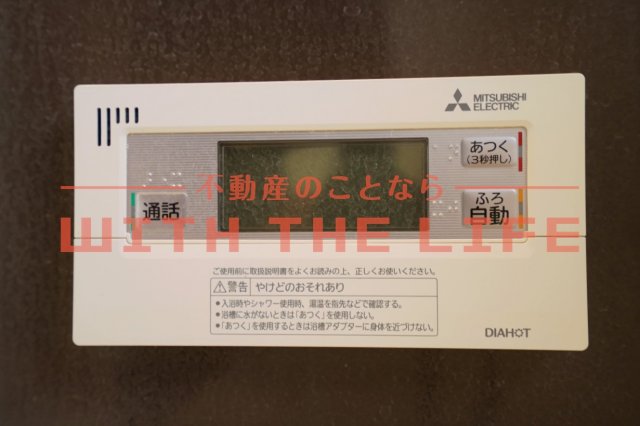 MITSUBISHI
ELECTRIC
あつく
(3秒押し)
不動産のことなら
通話
ふろ
自動
WITH THE LIFE
ご使用前に取扱説明書をよくお読みの上、正しくお使いください。
⚠警告 やけどのおそれあり
•入浴時やシャワー使用時、湯温を指先などで確認する。
•浴槽に水がないときは「あつく」を使用しない。
•「あつく」を使用するときは浴槽アダプターに身体を近づけない。
DIAHOT